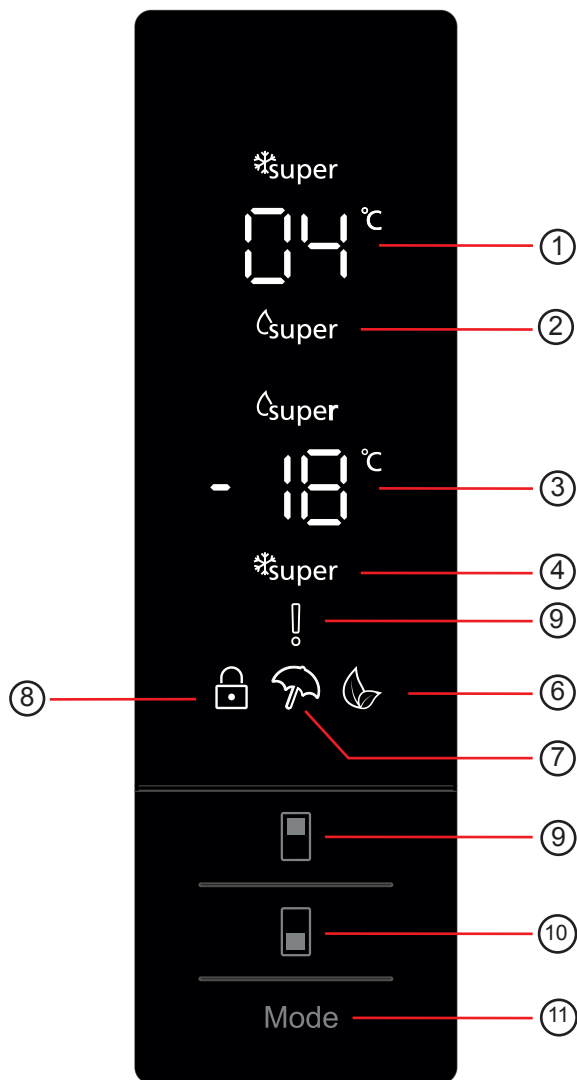 super
04 °C ①
super ②
super
- 18 °C ③
super ④
! ⑨
⑧ ⑥
⑦
⑨
⑩
Mode ⑪